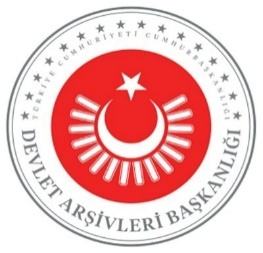 TÜRKİYE CUMHURİYETİ CUMHURBAŞKANLIĞI
DEVLET ARŞİVLERİ BAŞKANLIĞI